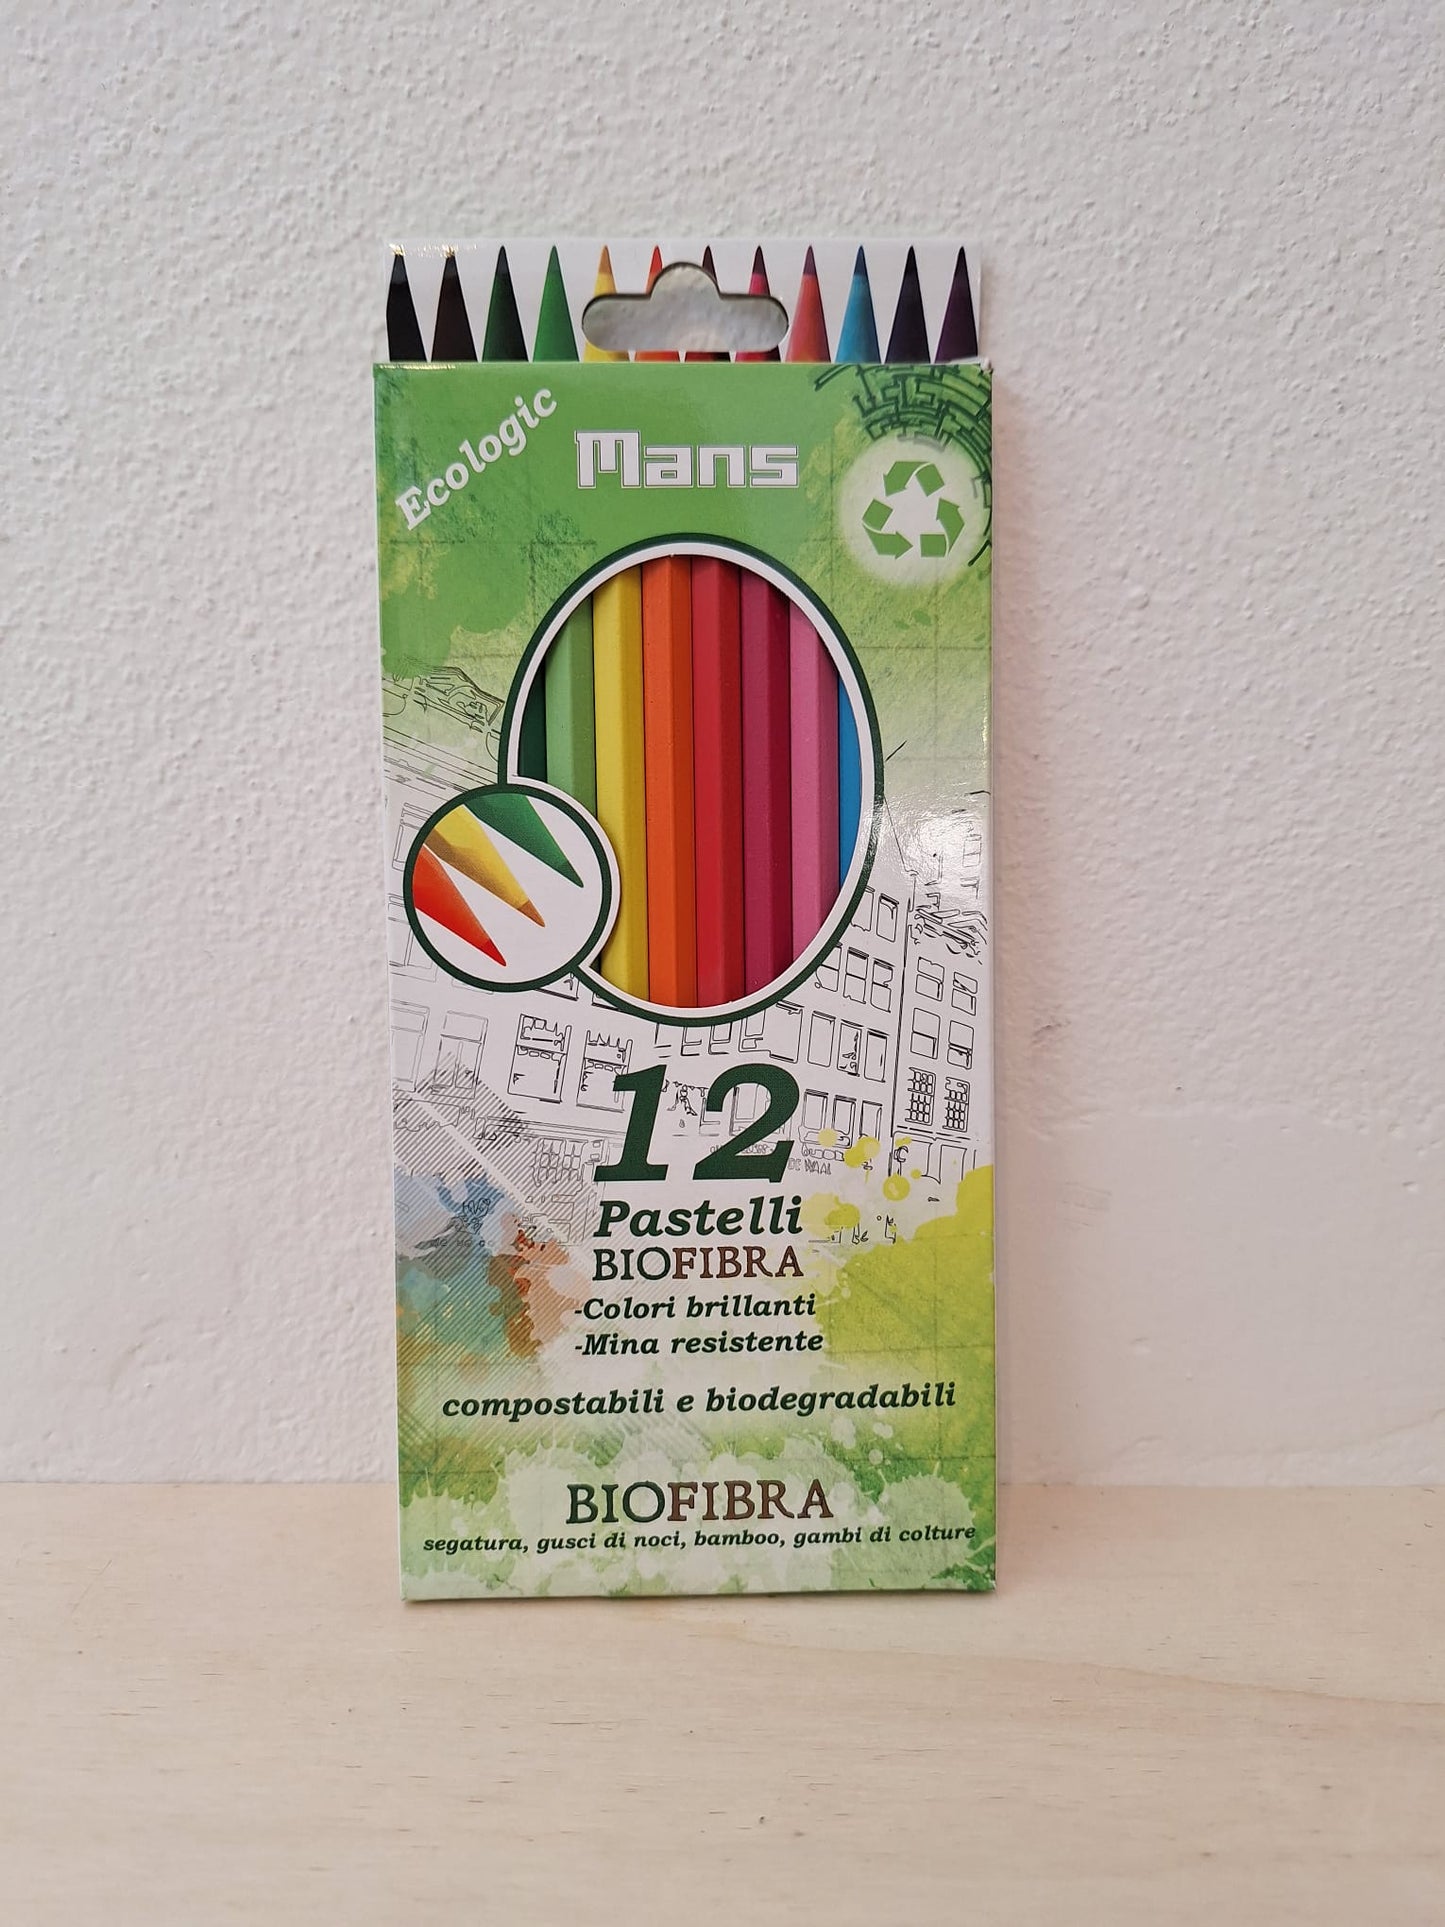 Ecologic
Mans
12
Pastelli
BIOFIBRA
-Colori brillanti
-Mina resistente
compostabili e biodegradabili
BIOFIBRA
segatura, gusci di noci, bamboo, gambi di colture